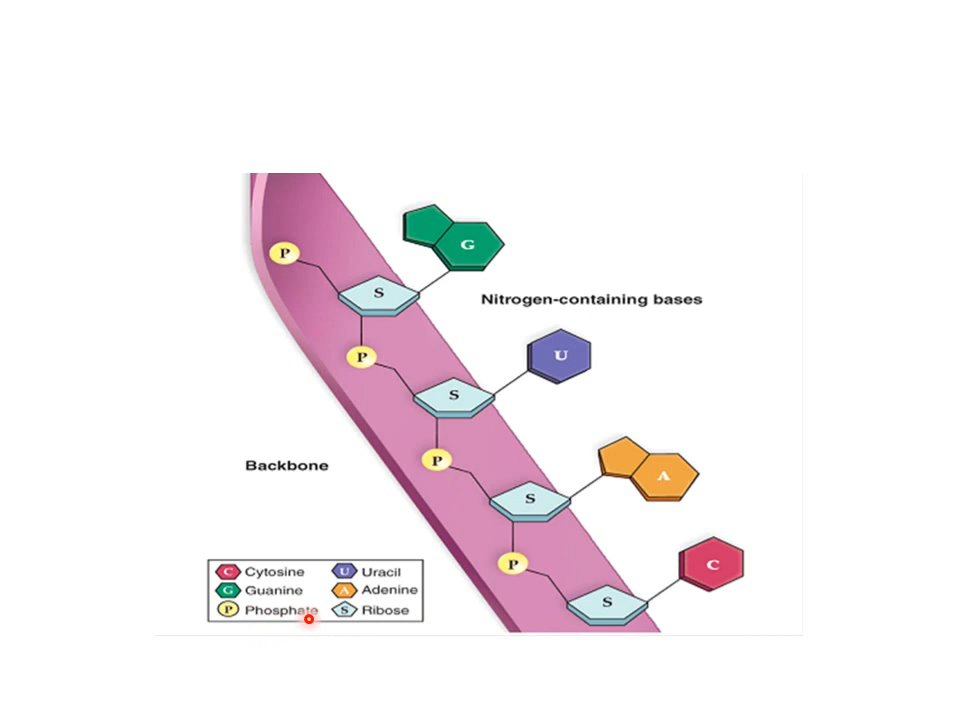 P
G
S
Nitrogen-containing bases
P
U
S
P
Backbone
A
S
P
C
S
C Cytosine U Uracil
G Guanine A Adenine
P Phosphate S Ribose